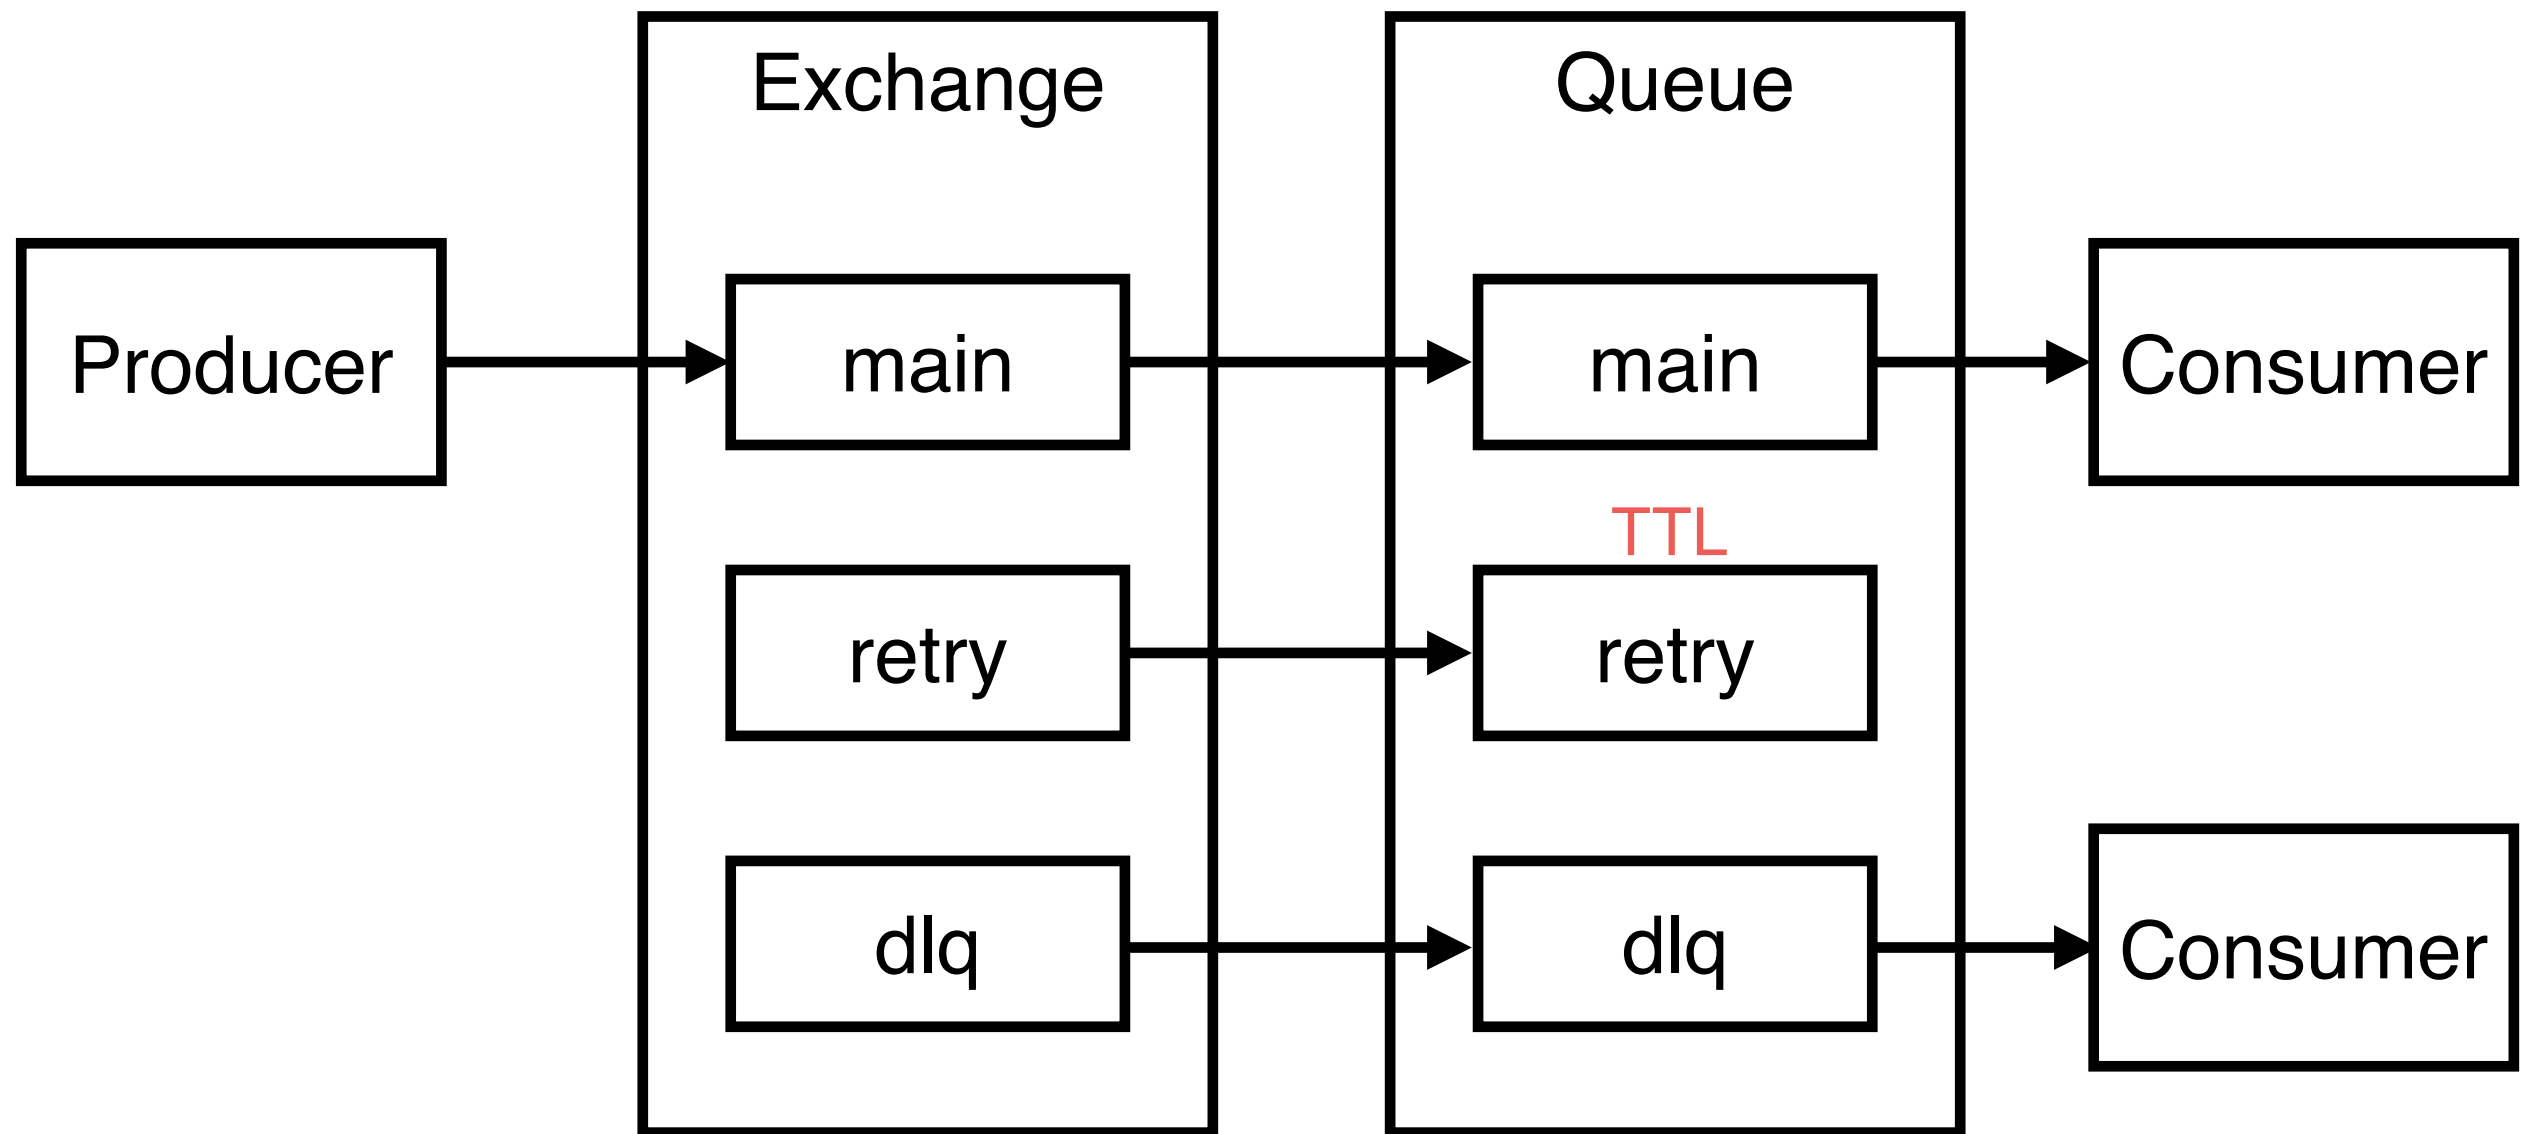 Exchange
Queue
Producer
main
main
Consumer
TTL
retry
retry
dlq
dlq
Consumer